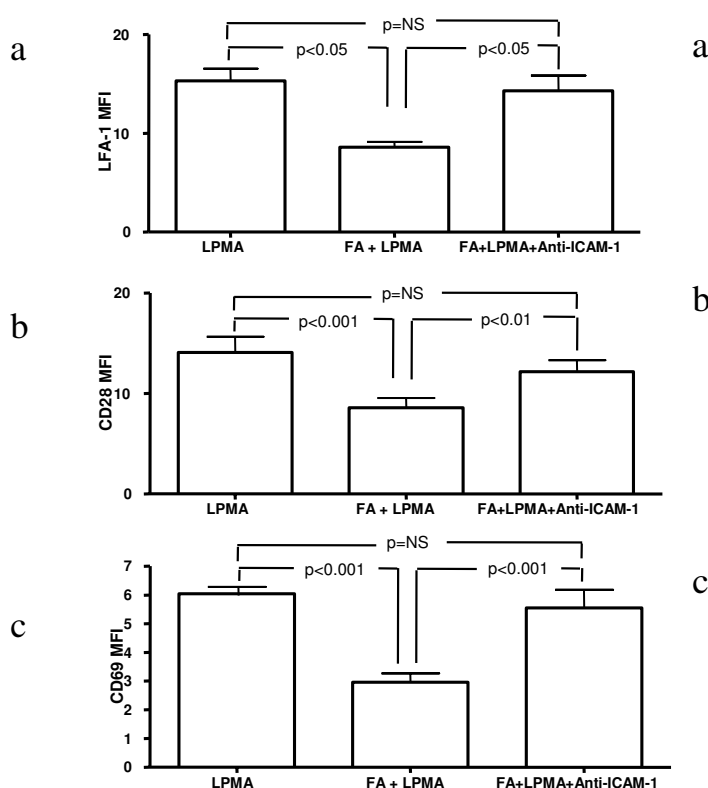 p=NS
a
a
20
p<0.05
p<0.05
LFA-1 MFI
10
0
LPMA
FA + LPMA
FA+LPMA+Anti-ICAM-1
20
p=NS
b
b
p<0.001
p<0.01
CD28 MFI
10
0
LPMA
FA + LPMA
FA+LPMA+Anti-ICAM-1
p=NS
7
p<0.001
p<0.001
c
c
6
5
4
CD69 MFI
3
2
1
0
LPMA
FA + LPMA
FA+LPMA+Anti-ICAM-1